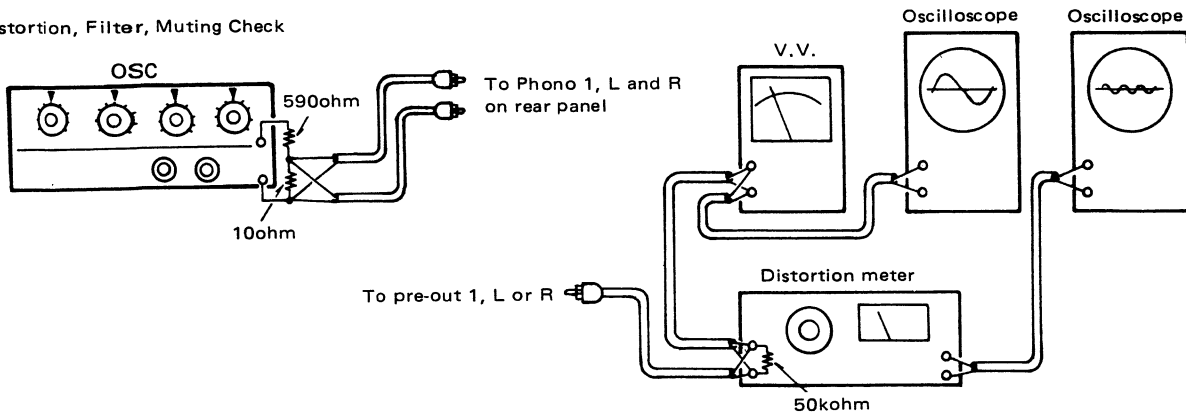 stortion, Filter, Muting Check
OSC
590ohm
10ohm
To Phono 1, L and R
on rear panel
V.V.
Oscilloscope
Oscilloscope
To pre-out 1, L or R
Distortion meter
50kohm